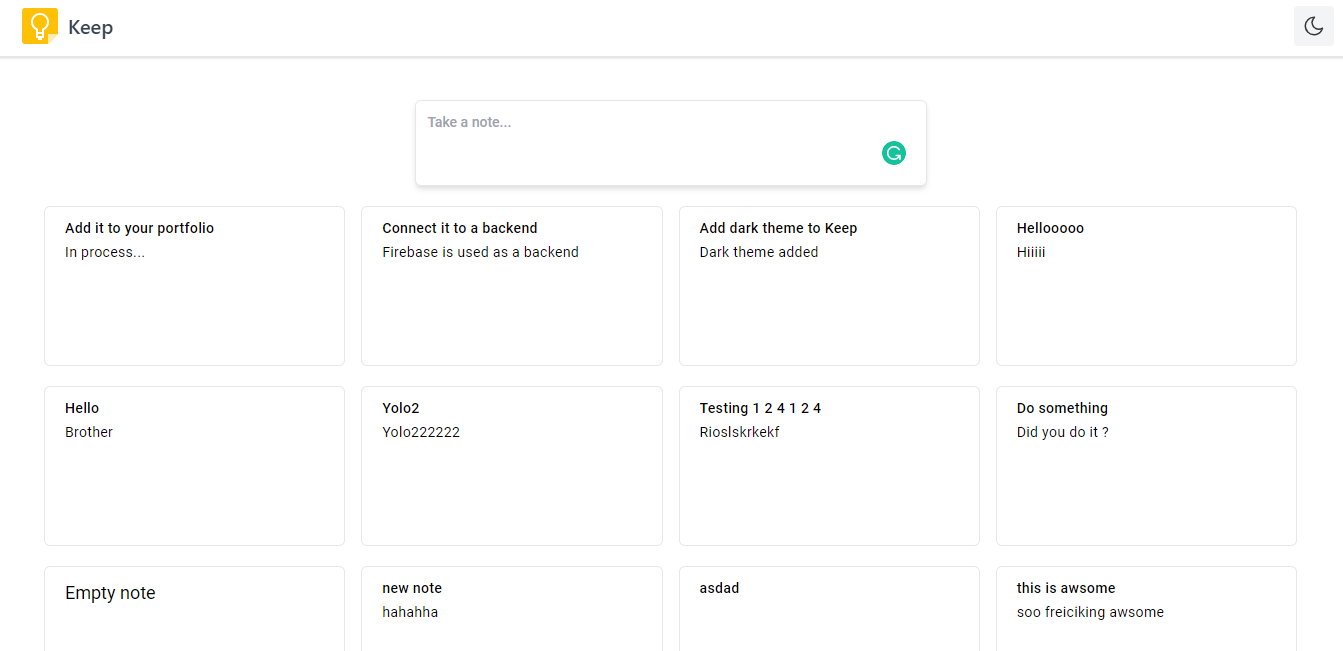 Keep
Take a note...
Add it to your portfolio
In process...
Connect it to a backend
Firebase is used as a backend
Add dark theme to Keep
Dark theme added
Hellooooo
Hiiiii
Hello
Brother
Yolo2
Yolo222222
Testing 1 2 4 1 2 4
Rioslskrkekf
Do something
Did you do it ?
Empty note
new note
hahahha
asdad
this is awsome
soo freiciking awsome